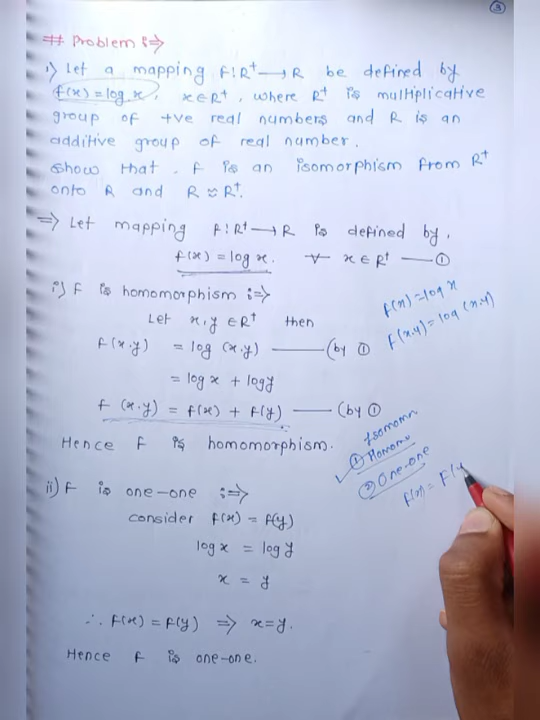 3
# Problem :⇒
1) Let a mapping f:R⁺→R be defined by
f(x)=log x, x∈R⁺, where R⁺ is multiplicative
group of +ve real numbers and R is an
additive group of real number.
show that f is an isomorphism from R⁺
onto R and R ≈ R⁺.
⇒ Let mapping f:R⁺→R is defined by,
f(x) = log x. ∀ x∈R⁺ —①
i) f is homomorphism :⇒
Let x,y ∈R⁺ then
f(x.y) = log (x.y) —(by ①
= log x + log y
f (x.y) = f(x) + f(y) —(by ①
Hence f is homomorphism.
f(x)=log x
f(x.y)=log (x.y)
① Homomo
② One-one
f(x) = f(y
ii) f is one-one :⇒
consider f(x) = f(y)
log x = log y
x = y
∴ f(x) = f(y) ⇒ x=y.
Hence f is one-one.